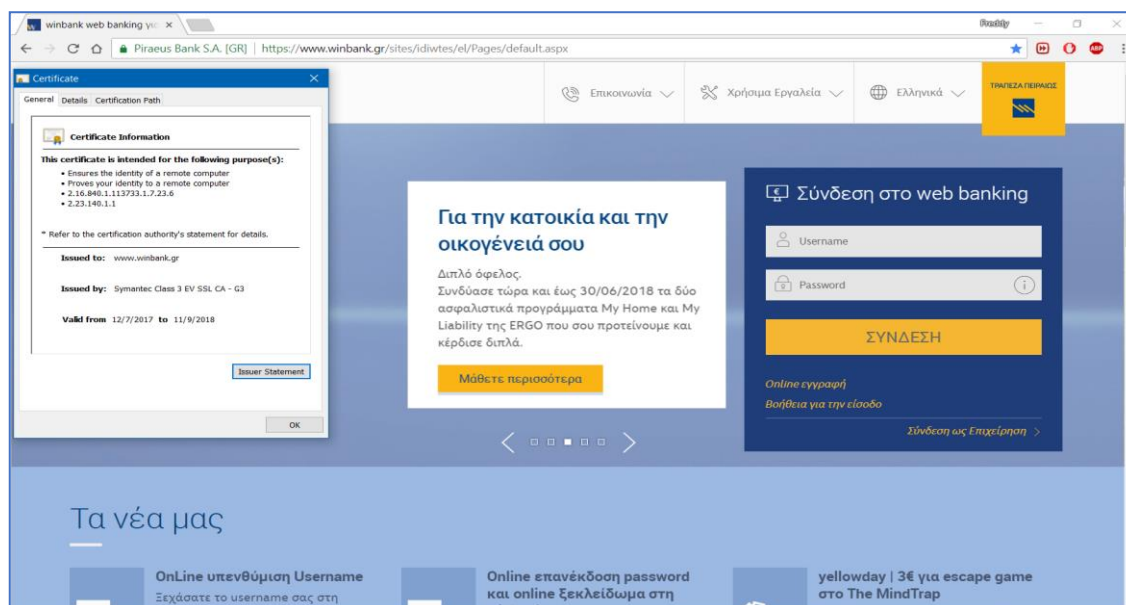 winbank web banking για
Freddy
Piraeus Bank S.A. [GR] | https://www.winbank.gr/sites/idiwtes/el/Pages/default.aspx
ABP
Certificate
General Details Certification Path
Certificate Information
This certificate is intended for the following purpose(s):
• Ensures the identity of a remote computer
• Proves your identity to a remote computer
• 2.16.840.1.113733.1.7.23.6
• 2.23.140.1.1
* Refer to the certification authority's statement for details.
Issued to: www.winbank.gr
Issued by: Symantec Class 3 EV SSL CA - G3
Valid from 12/7/2017 to 11/9/2018
Issuer Statement
OK
Επικοινωνία
Χρήσιμα Εργαλεία
Ελληνικά
ΤΡΑΠΕΖΑ ΠΕΙΡΑΙΩΣ
Για την κατοικία και την
οικογένειά σου
Διπλό όφελος.
Συνδύασε τώρα και έως 30/06/2018 τα δύο
ασφαλιστικά προγράμματα My Home και My
Liability της ERGO που σου προτείνουμε και
κέρδισε διπλά.
Μάθετε περισσότερα
Σύνδεση στο web banking
Username
Password
ΣΥΝΔΕΣΗ
Online εγγραφή
Βοήθεια για την είσοδο
Σύνδεση ως Επιχείρηση >
Τα νέα μας
OnLine υπενθύμιση Username
Ξεχάσατε το username σας στη
Online επανέκδοση password
και online ξεκλείδωμα στη
yellowday | 3€ για escape game
στο The MindTrap